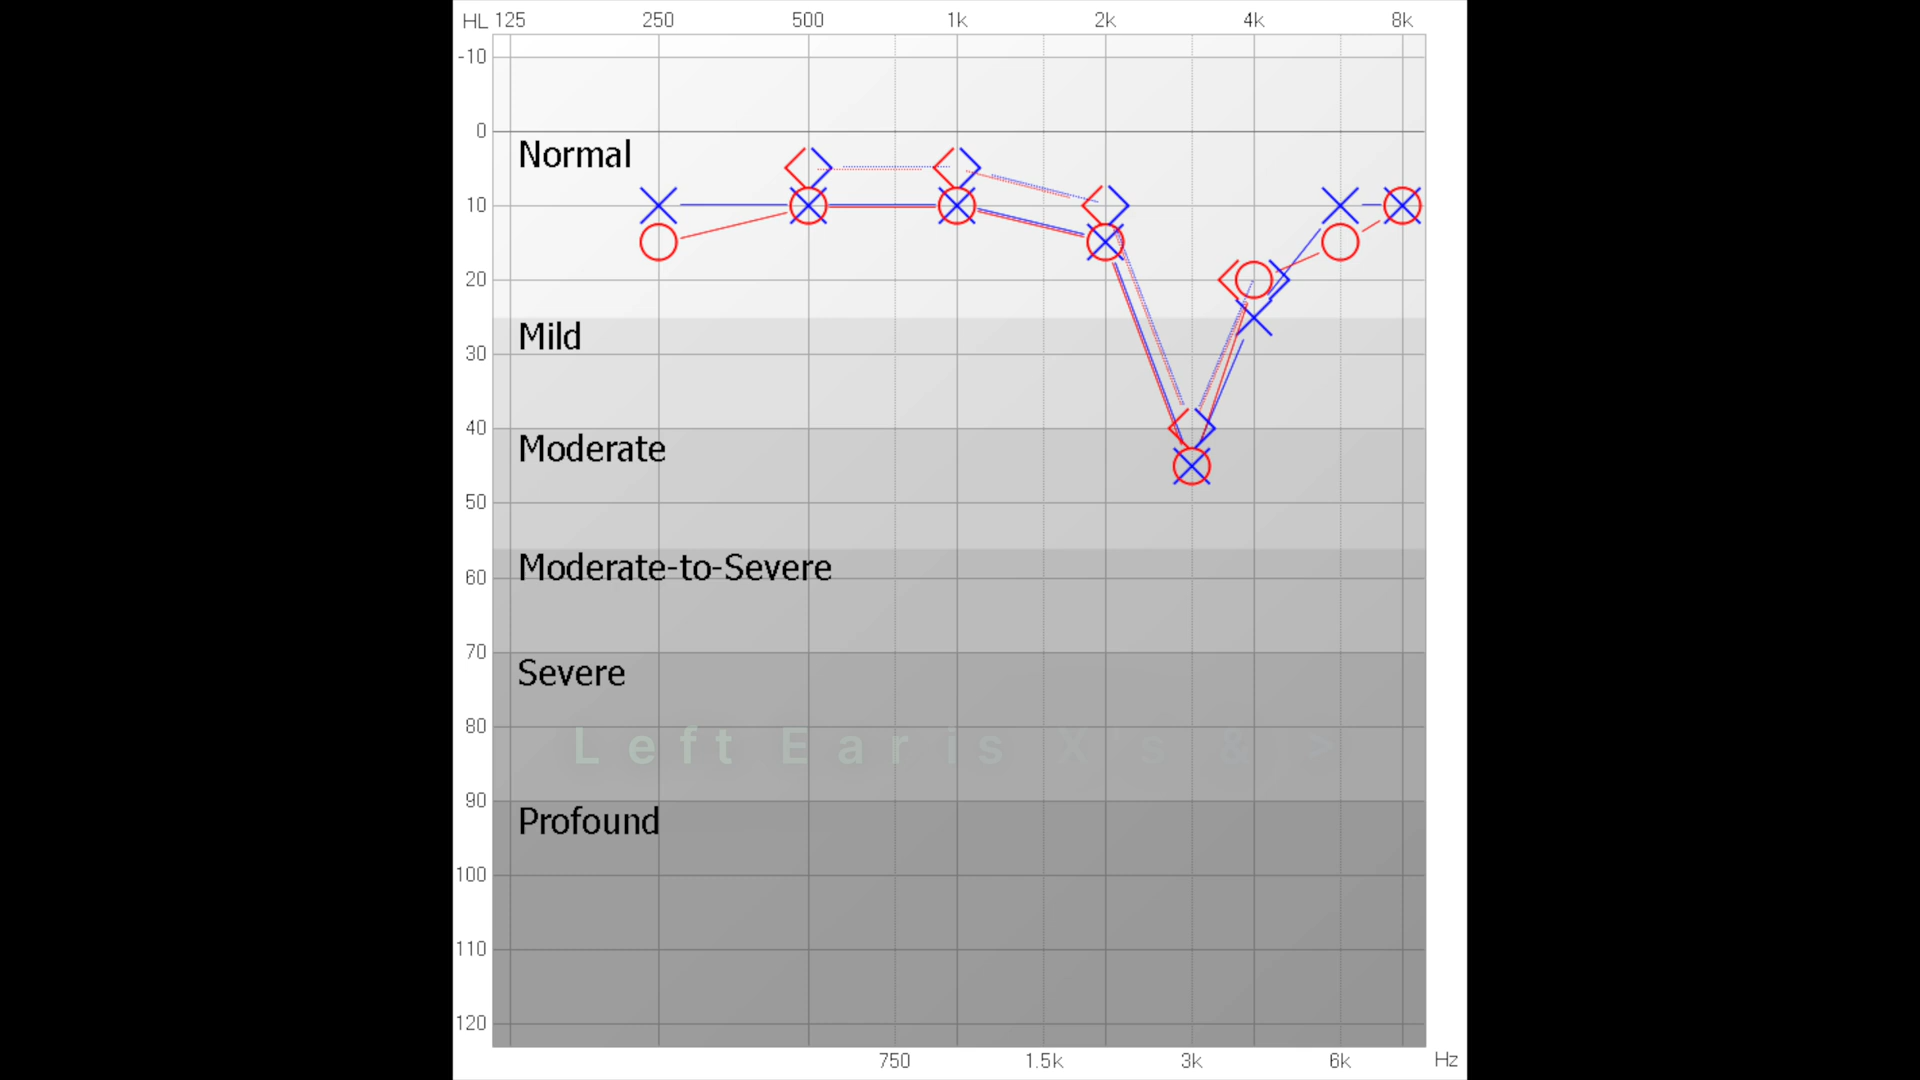 HL 125 250 500 1k 2k 4k 8k
-10
0
Normal
10
20
Mild
30
40
Moderate
50
Moderate-to-Severe
60
70
Severe
80
Left Ear is X's & >
90
Profound
100
110
120
750 1.5k 3k 6k Hz